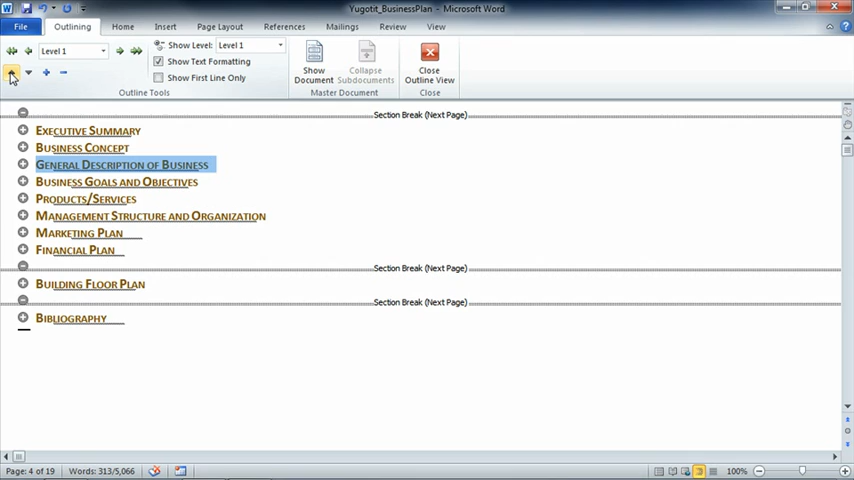 Yugotit_BusinessPlan - Microsoft Word
File Outlining Home Insert Page Layout References Mailings Review View
Level 1
Show Level: Level 1
Show Text Formatting
Show First Line Only
Outline Tools
Show Document
Collapse Subdocuments
Master Document
Close Outline View
Close
Section Break (Next Page)
EXECUTIVE SUMMARY
BUSINESS CONCEPT
GENERAL DESCRIPTION OF BUSINESS
BUSINESS GOALS AND OBJECTIVES
PRODUCTS/SERVICES
MANAGEMENT STRUCTURE AND ORGANIZATION
MARKETING PLAN
FINANCIAL PLAN
Section Break (Next Page)
BUILDING FLOOR PLAN
Section Break (Next Page)
BIBLIOGRAPHY
Page: 4 of 19 Words: 313/5,066 100%